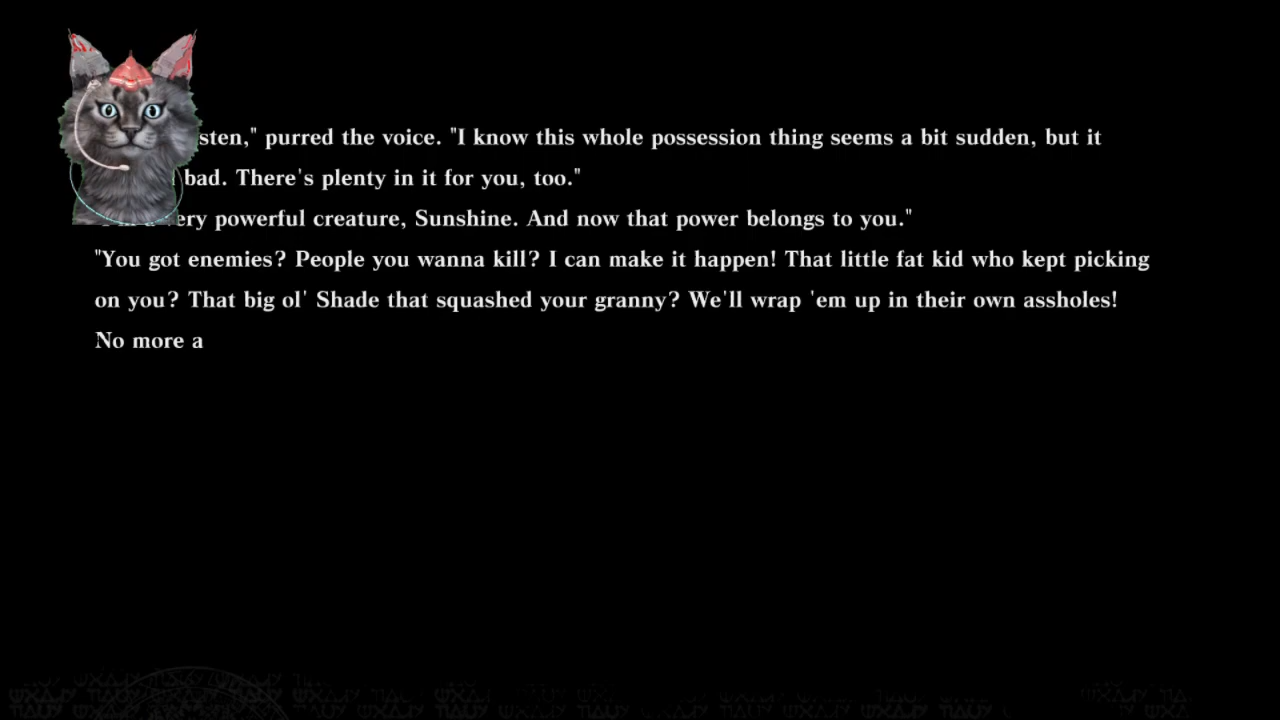 sten," purred the voice. "I know this whole possession thing seems a bit sudden, but it
bad. There's plenty in it for you, too."
ery powerful creature, Sunshine. And now that power belongs to you."
"You got enemies? People you wanna kill? I can make it happen! That little fat kid who kept picking
on you? That big ol' Shade that squashed your granny? We'll wrap 'em up in their own assholes!
No more a